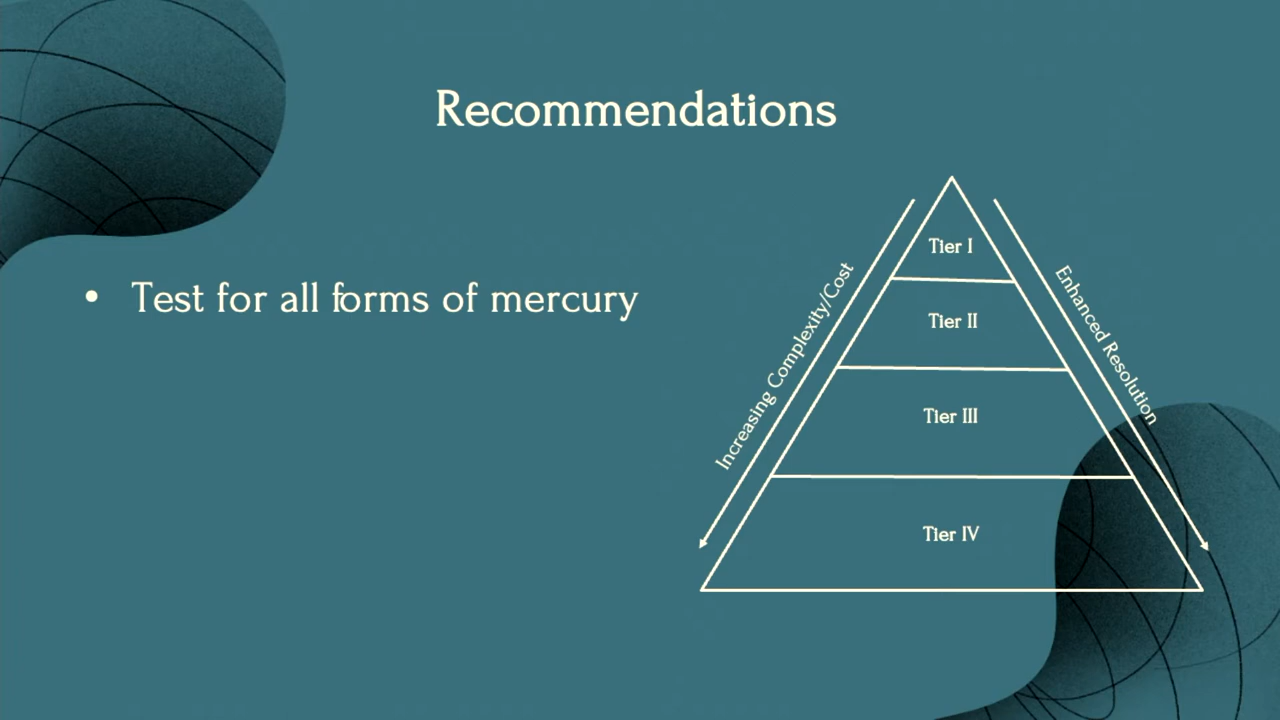 Recommendations
• Test for all forms of mercury
Increasing Complexity/Cost
Enhanced Resolution
Tier I
Tier II
Tier III
Tier IV